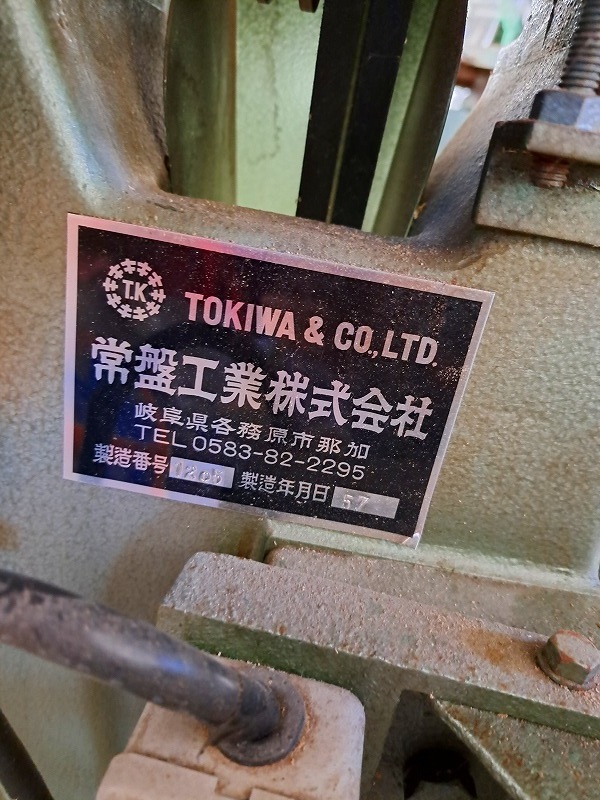 T.K
TOKIWA & CO., LTD.
常盤工業株式会社
岐阜県各務原市那加
TEL 0583-82-2295
製造番号 製造年月日 57